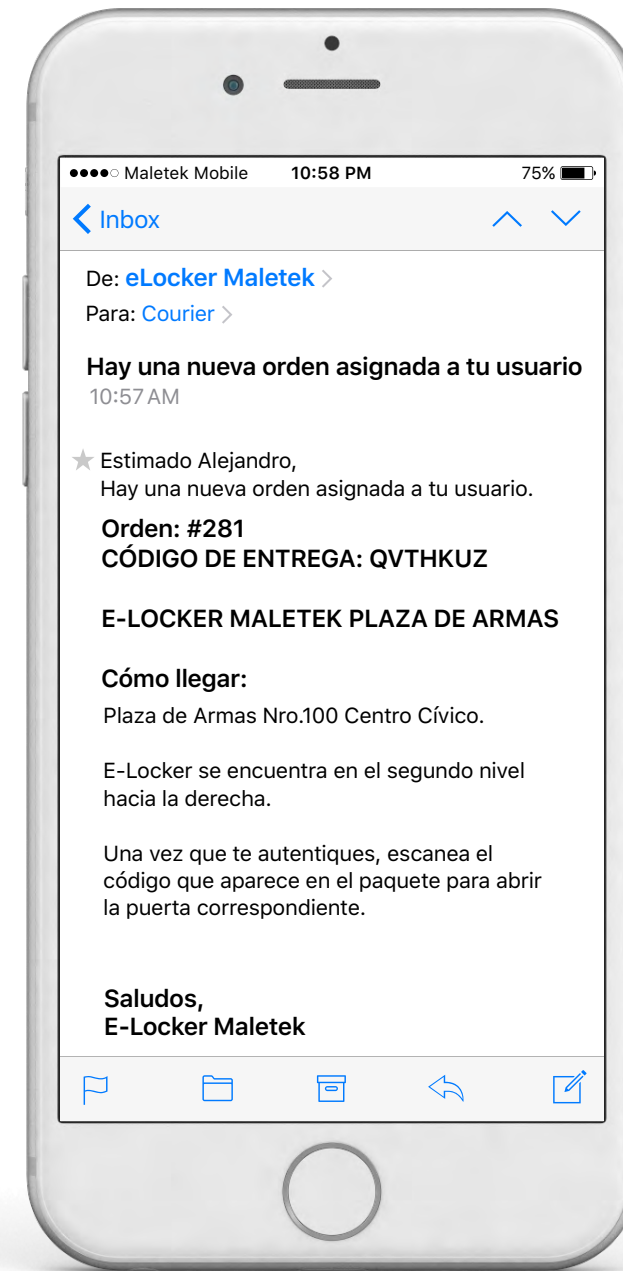 Maletek Mobile 10:58 PM 75%
Inbox
De: eLocker Maletek
Para: Courier
Hay una nueva orden asignada a tu usuario
10:57 AM
Estimado Alejandro,
Hay una nueva orden asignada a tu usuario.
Orden: #281
CÓDIGO DE ENTREGA: QVTHKUZ
E-LOCKER MALETEK PLAZA DE ARMAS
Cómo llegar:
Plaza de Armas Nro.100 Centro Cívico.
E-Locker se encuentra en el segundo nivel
hacia la derecha.
Una vez que te autentiques, escanea el
código que aparece en el paquete para abrir
la puerta correspondiente.
Saludos,
E-Locker Maletek